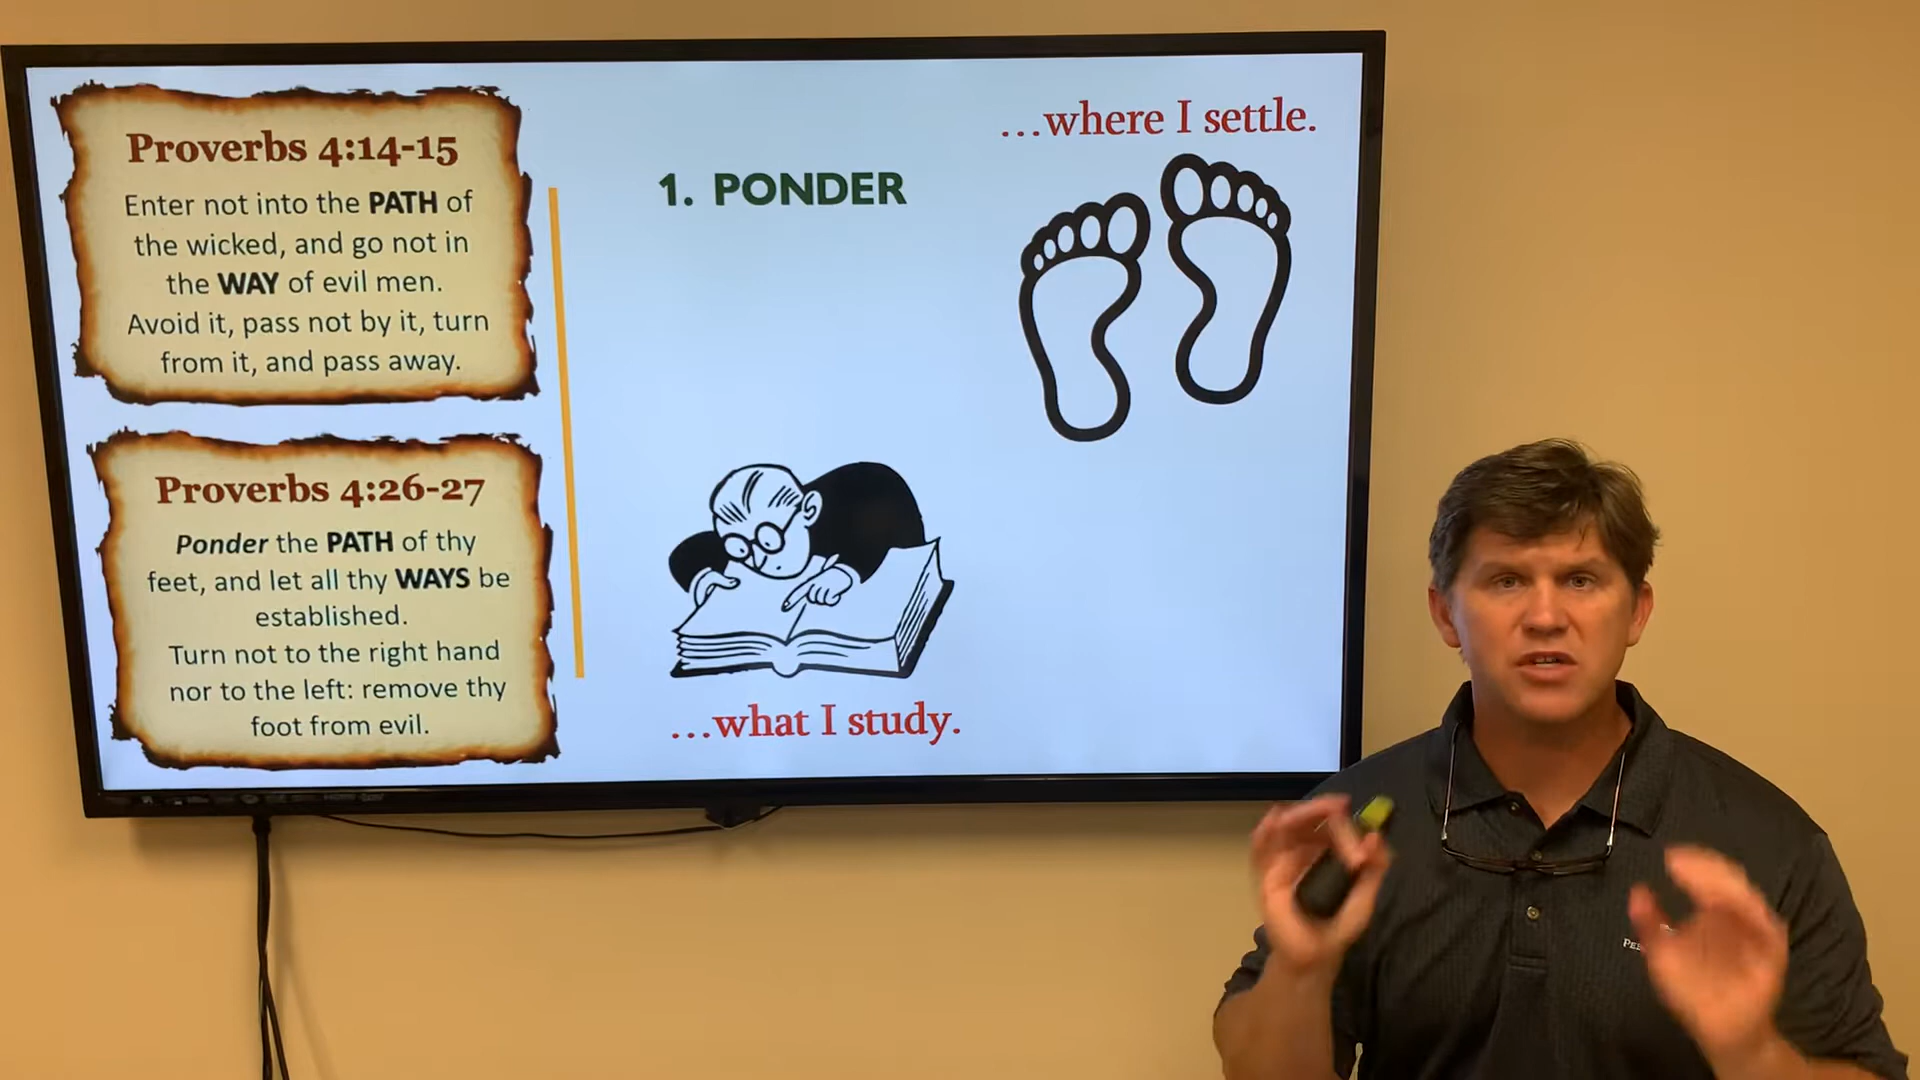 Proverbs 4:14-15
Enter not into the PATH of
the wicked, and go not in
the WAY of evil men.
Avoid it, pass not by it, turn
from it, and pass away.
Proverbs 4:26-27
Ponder the PATH of thy
feet, and let all thy WAYS be
established.
Turn not to the right hand
nor to the left: remove thy
foot from evil.
1. PONDER
...what I study.
...where I settle.